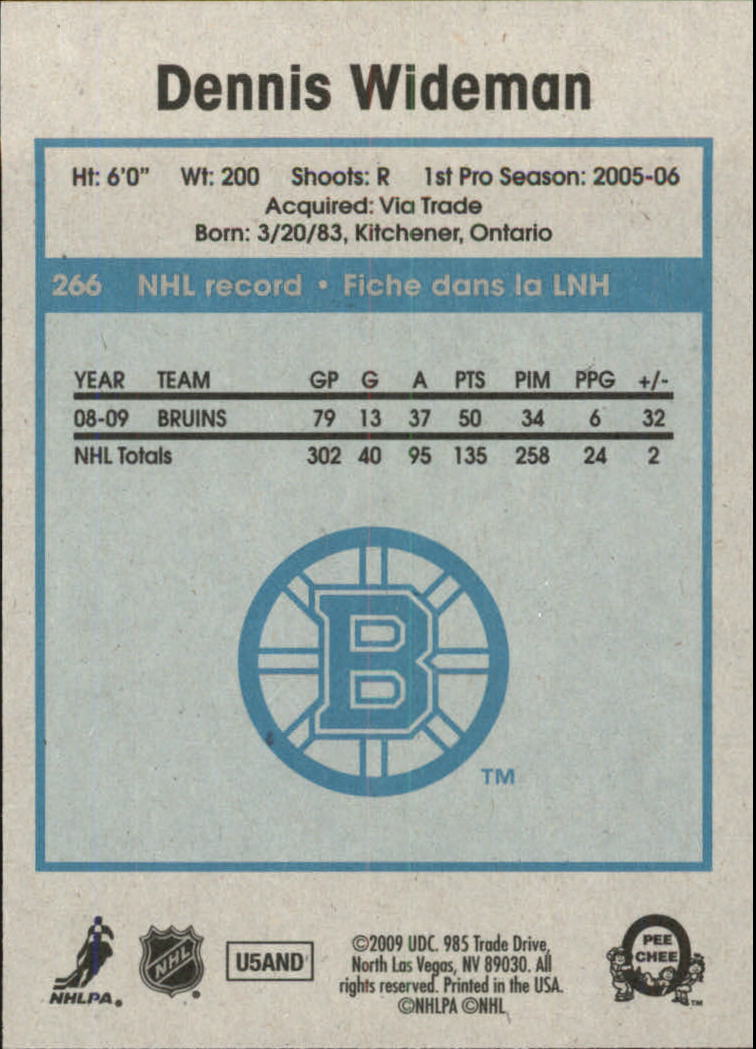 Dennis Wideman
Ht: 6'0" Wt: 200 Shoots: R 1st Pro Season: 2005-06
Acquired: Via Trade
Born: 3/20/83, Kitchener, Ontario
266 NHL record • Fiche dans la LNH
YEAR TEAM GP G A PTS PIM PPG +/-
08-09 BRUINS 79 13 37 50 34 6 32
NHL Totals 302 40 95 135 258 24 2
B
TM
NHLPA
NHL
U5AND
©2009 UDC. 985 Trade Drive,
North Las Vegas, NV 89030. All
rights reserved. Printed in the USA.
©NHLPA ©NHL
O
PEE
CHEE
TM